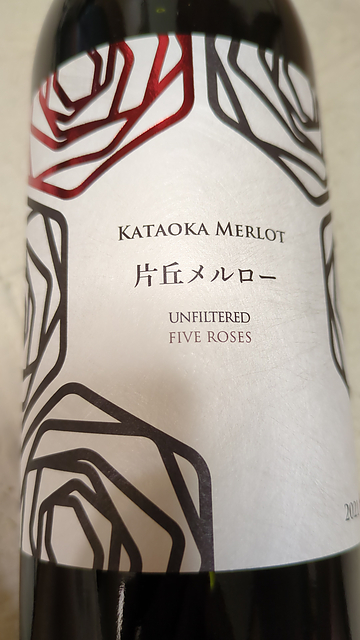 KATAOKA MERLOT
片丘メルロー
UNFILTERED
FIVE ROSES